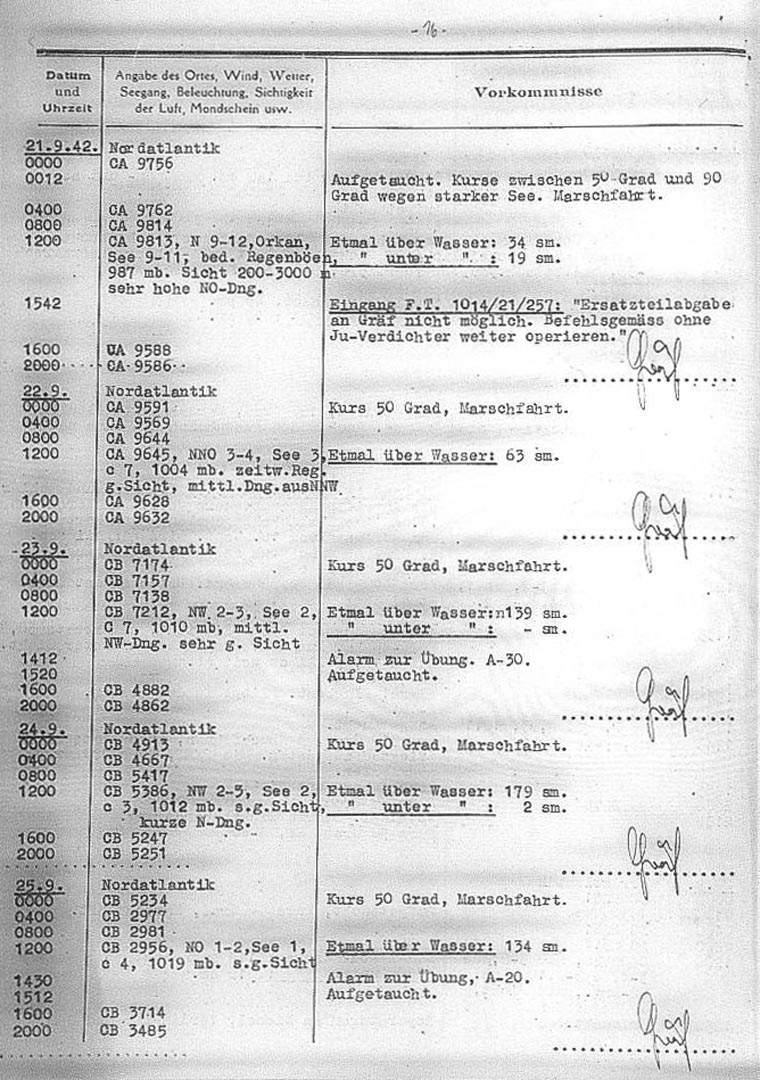 - 16 -
Datum und Uhrzeit
Angabe des Ortes, Wind, Wetter, Seegang, Beleuchtung, Sichtigkeit der Luft, Mondschein usw.
Vorkommnisse
21.9.42. Nordatlantik
0000 CA 9756
0012 Aufgetaucht. Kurse zwischen 50 Grad und 90
Grad wegen starker See. Marschfahrt.
0400 CA 9762
0800 CA 9814
1200 CA 9813, N 9-12,Orkan, Etmal über Wasser: 34 sm.
See 9-11, bed. Regenböen, " unter " : 19 sm.
987 mb. Sicht 200-3000 m
sehr hohe NO-Dng.
1542 Eingang F.T. 1014/21/257: "Ersatzteilabgabe
an Gräf nicht möglich. Befehlsgemäss ohne
Ju-Verdichter weiter operieren."
1600 UA 9588
2000 CA 9586
Gräf
22.9. Nordatlantik
0000 CA 9591 Kurs 50 Grad, Marschfahrt.
0400 CA 9569
0800 CA 9644
1200 CA 9645, NNO 3-4, See 3, Etmal über Wasser: 63 sm.
c 7, 1004 mb. zeitw.Reg.
g.Sicht, mittl.Dng.ausNNW
1600 CA 9628
2000 CA 9632
Gräf
23.9. Nordatlantik
0000 CB 7174 Kurs 50 Grad, Marschfahrt.
0400 CB 7157
0800 CB 7138
1200 CB 7212, NW 2-3, See 2, Etmal über Wasser:n139 sm.
C 7, 1010 mb, mittl. " unter " : - sm.
NW-Dng. sehr g. Sicht
1412 Alarm zur Übung. A-30.
1520 Aufgetaucht.
1600 CB 4882
2000 CB 4862
Gräf
24.9. Nordatlantik
0000 CB 4913 Kurs 50 Grad, Marschfahrt.
0400 CB 4667
0800 CB 5417
1200 CB 5386, NW 2-3, See 2, Etmal über Wasser: 179 sm.
c 3, 1012 mb. s.g.Sicht, " unter " : 2 sm.
kurze N-Dng.
1600 CB 5247
2000 CB 5251
Gräf
25.9. Nordatlantik
0000 CB 5234 Kurs 50 Grad, Marschfahrt.
0400 CB 2977
0800 CB 2981
1200 CB 2956, NO 1-2,See 1, Etmal über Wasser: 134 sm.
c 4, 1019 mb. s.g.Sicht
1430 Alarm zur Übung, A-20.
1512 Aufgetaucht.
1600 CB 3714
2000 CB 3485
Gräf